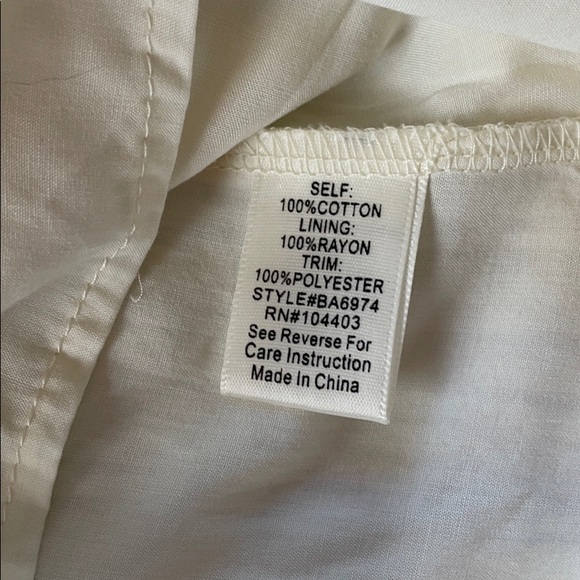 SELF:
100%COTTON
LINING:
100%RAYON
TRIM:
100%POLYESTER
STYLE#BA6974
RN#104403
See Reverse For
Care Instruction
Made In China